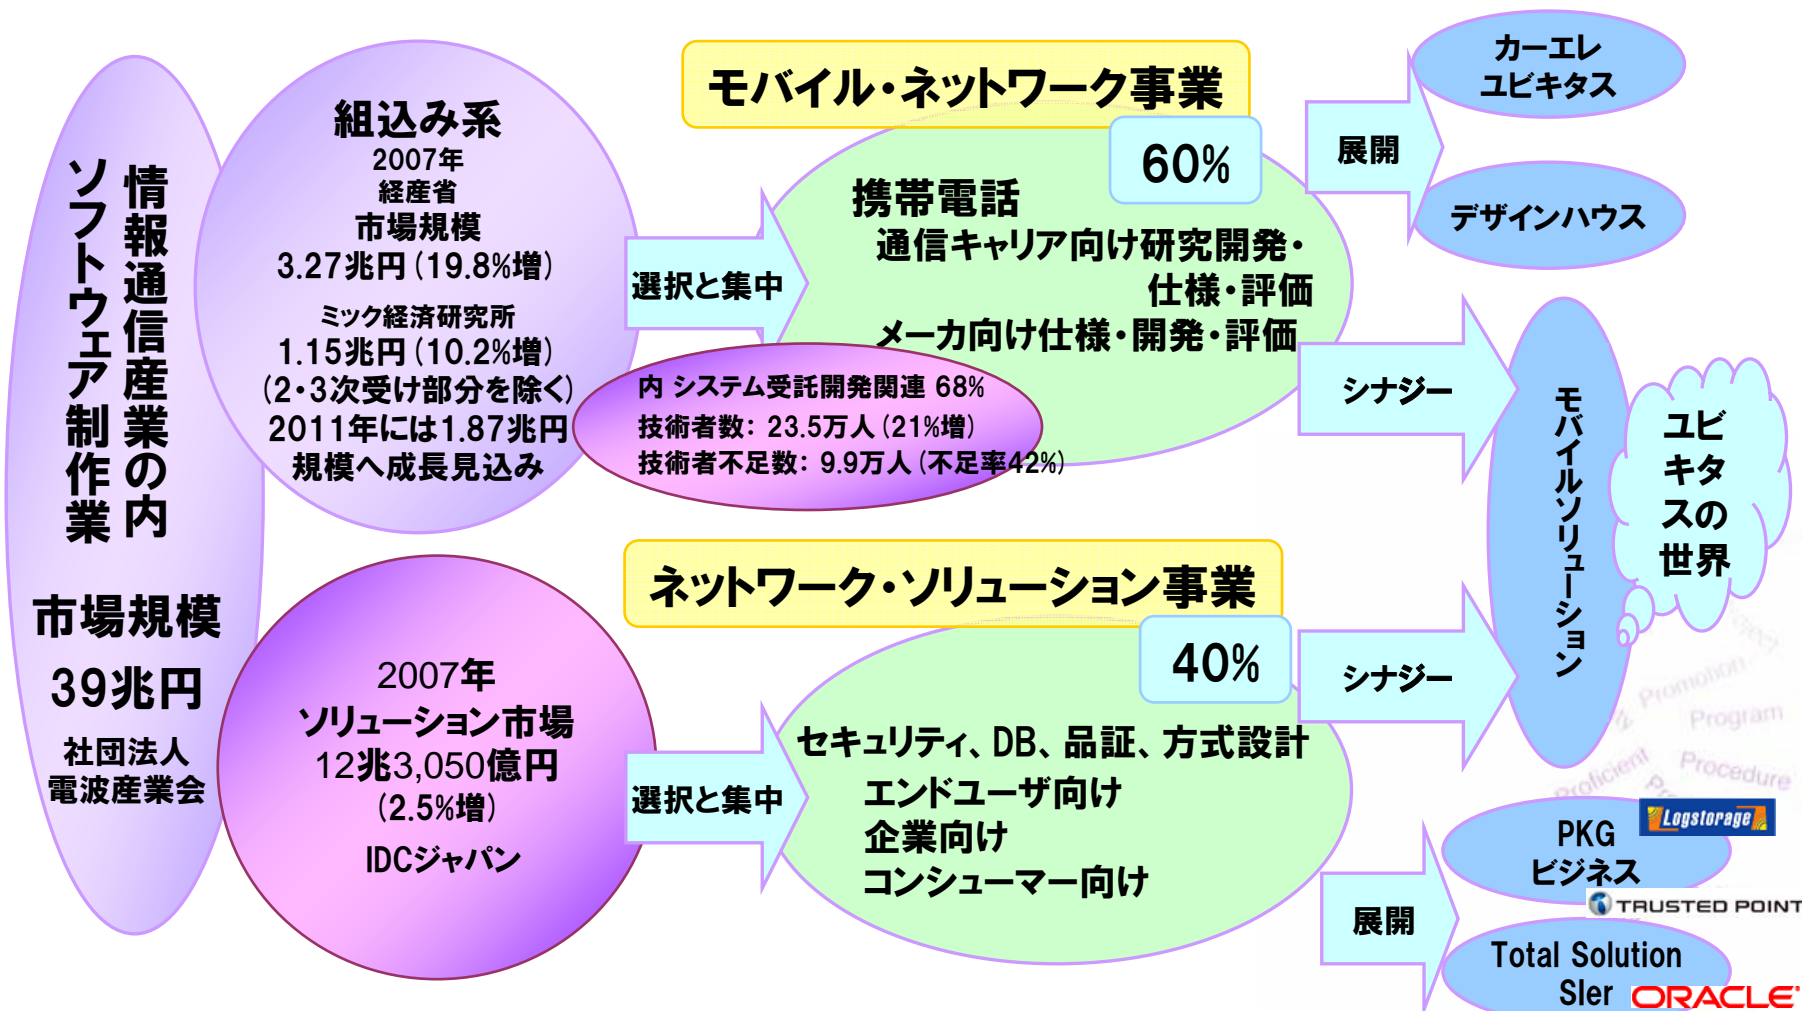 情報通信産業の内
ソフトウェア制作業
市場規模
39兆円
社団法人
電波産業会
組込み系
2007年
経産省
市場規模
3.27兆円(19.8%増)
ミック経済研究所
1.15兆円(10.2%増)
(2・3次受け部分を除く)
2011年には1.87兆円
規模へ成長見込み
選択と集中
モバイル・ネットワーク事業
60%
携帯電話
通信キャリア向け研究開発・
仕様・評価
メーカ向け仕様・開発・評価
内 システム受託開発関連 68%
技術者数: 23.5万人(21%増)
技術者不足数: 9.9万人(不足率42%)
展開
カーエレ
ユビキタス
デザインハウス
シナジー
モバイルソリューション
ユビ
キタ
スの
世界
2007年
ソリューション市場
12兆3,050億円
(2.5%増)
IDCジャパン
選択と集中
ネットワーク・ソリューション事業
40%
セキュリティ、DB、品証、方式設計
エンドユーザ向け
企業向け
コンシューマー向け
シナジー
Promotion
Program
Proficient
Procedure
展開
PKG
ビジネス
Logstorage
TRUSTED POINT
Total Solution
SIer
ORACLE